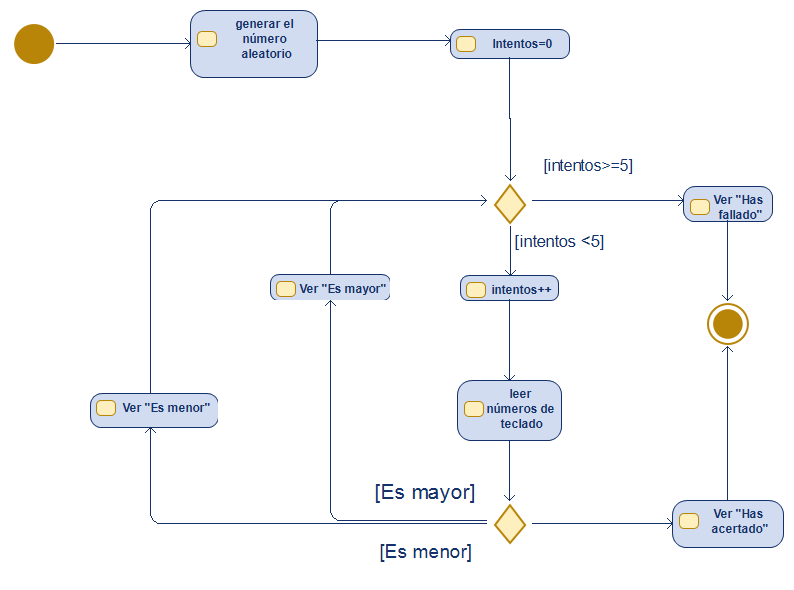 generar el
número
aleatorio
Intentos=0
[intentos>=5]
Ver "Has
fallado"
[intentos <5]
Ver "Es mayor"
intentos++
Ver "Es menor"
leer
números de
teclado
[Es mayor]
Ver "Has
acertado"
[Es menor]